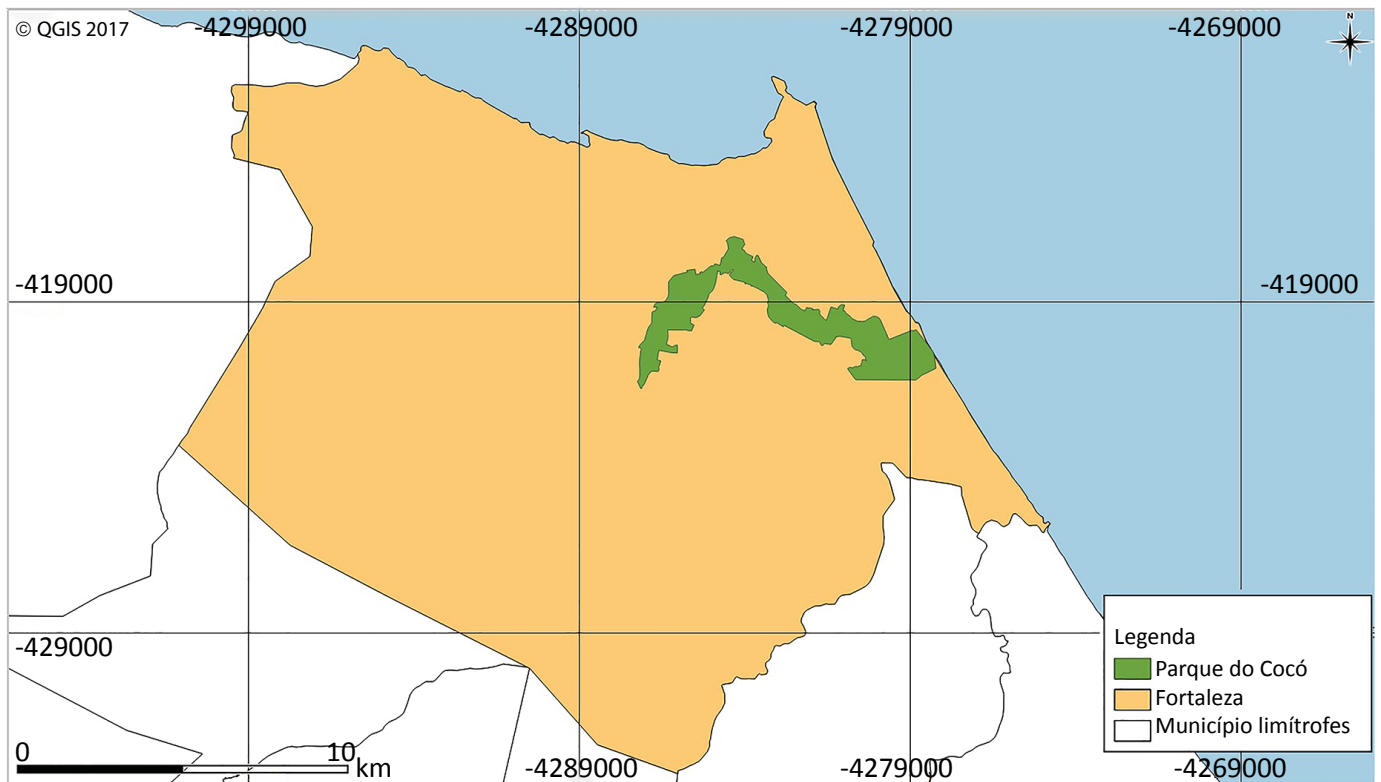 © QGIS 2017
-4299000
-4289000
-4279000
-4269000
N
-419000
-419000
-429000
Legenda
Parque do Cocó
Fortaleza
Município limítrofes
0
10
km
-4289000
-4279000
-4269000